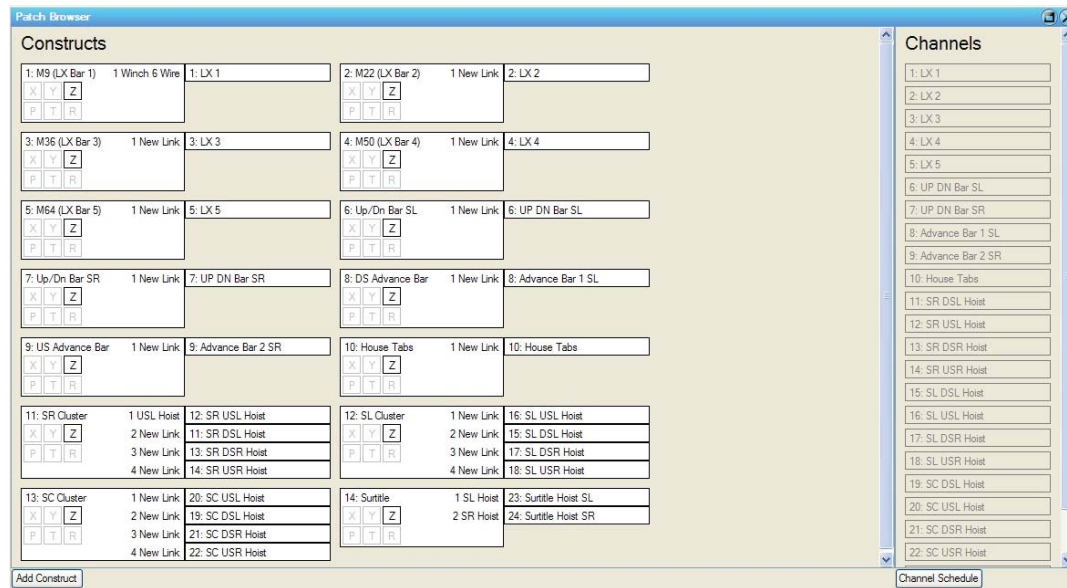 Patch Browser
Constructs
1: M9 (LX Bar 1) 1 Winch 6 Wire 1: LX 1
X Y Z
P T R
2: M22 (LX Bar 2) 1 New Link 2: LX 2
X Y Z
P T R
3: M36 (LX Bar 3) 1 New Link 3: LX 3
X Y Z
P T R
4: M50 (LX Bar 4) 1 New Link 4: LX 4
X Y Z
P T R
5: M64 (LX Bar 5) 1 New Link 5: LX 5
X Y Z
P T R
6: Up/Dn Bar SL 1 New Link 6: UP DN Bar SL
X Y Z
P T R
7: Up/Dn Bar SR 1 New Link 7: UP DN Bar SR
X Y Z
P T R
8: DS Advance Bar 1 New Link 8: Advance Bar 1 SL
X Y Z
P T R
9: US Advance Bar 1 New Link 9: Advance Bar 2 SR
X Y Z
P T R
10: House Tabs 1 New Link 10: House Tabs
X Y Z
P T R
11: SR Cluster 1 USL Hoist 12: SR USL Hoist
X Y Z 2 New Link 11: SR DSL Hoist
P T R 3 New Link 13: SR DSR Hoist
4 New Link 14: SR USR Hoist
12: SL Cluster 1 New Link 16: SL USL Hoist
X Y Z 2 New Link 15: SL DSL Hoist
P T R 3 New Link 17: SL DSR Hoist
4 New Link 18: SL USR Hoist
13: SC Cluster 1 New Link 20: SC USL Hoist
X Y Z 2 New Link 19: SC DSL Hoist
P T R 3 New Link 21: SC DSR Hoist
4 New Link 22: SC USR Hoist
14: Surtitle 1 SL Hoist 23: Surtitle Hoist SL
X Y Z 2 SR Hoist 24: Surtitle Hoist SR
P T R
Add Construct
Channels
1: LX 1
2: LX 2
3: LX 3
4: LX 4
5: LX 5
6: UP DN Bar SL
7: UP DN Bar SR
8: Advance Bar 1 SL
9: Advance Bar 2 SR
10: House Tabs
11: SR DSL Hoist
12: SR USL Hoist
13: SR DSR Hoist
14: SR USR Hoist
15: SL DSL Hoist
16: SL USL Hoist
17: SL DSR Hoist
18: SL USR Hoist
19: SC DSL Hoist
20: SC USL Hoist
21: SC DSR Hoist
22: SC USR Hoist
Channel Schedule